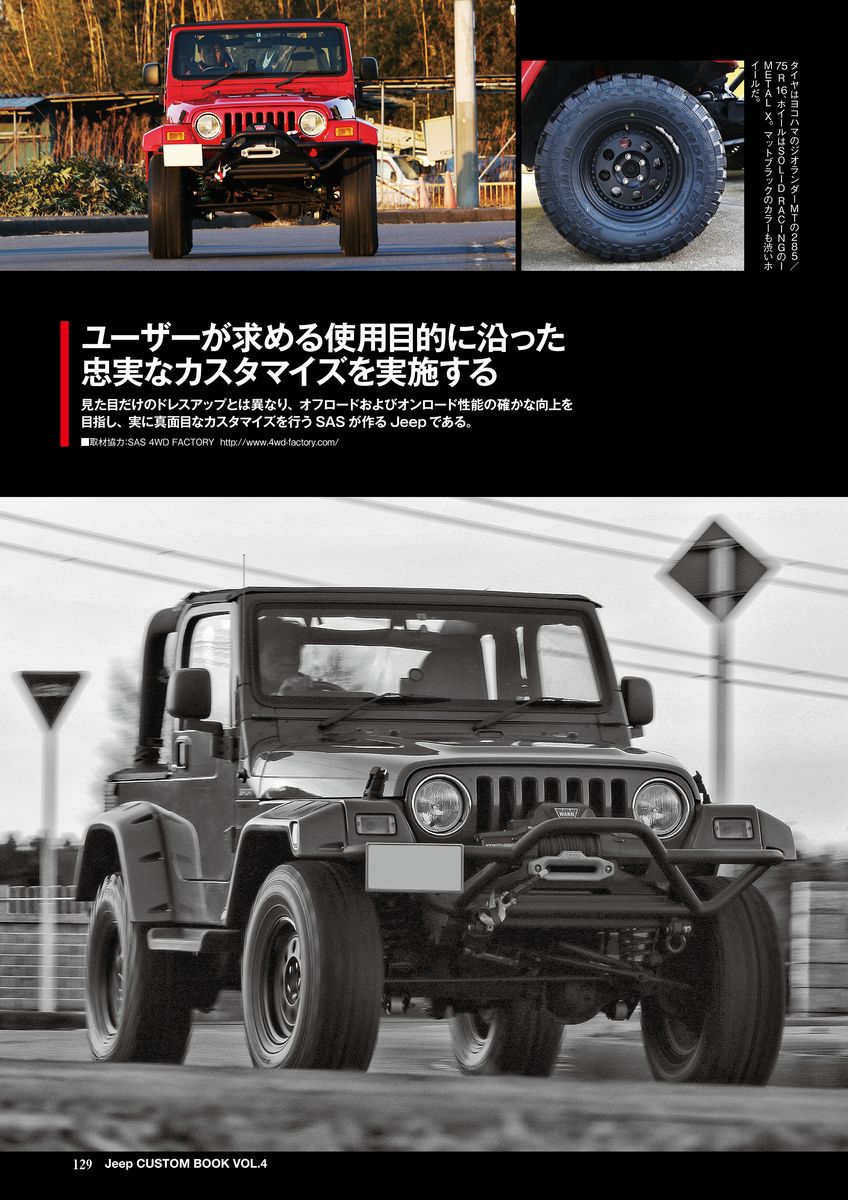 タイヤはヨコハマのジオランダーMTの285／
75R16、ホイールはSOLID RACINGのI
METAL X。マットブラックのカラーも渋いホ
イールだ。
ユーザーが求める使用目的に沿った
忠実なカスタマイズを実施する
見た目だけのドレスアップとは異なり、オフロードおよびオンロード性能の確かな向上を
目指し、実に真面目なカスタマイズを行う SAS が作る Jeep である。
■取材協力：SAS 4WD FACTORY http://www.4wd-factory.com/
WARN
129 Jeep CUSTOM BOOK VOL.4